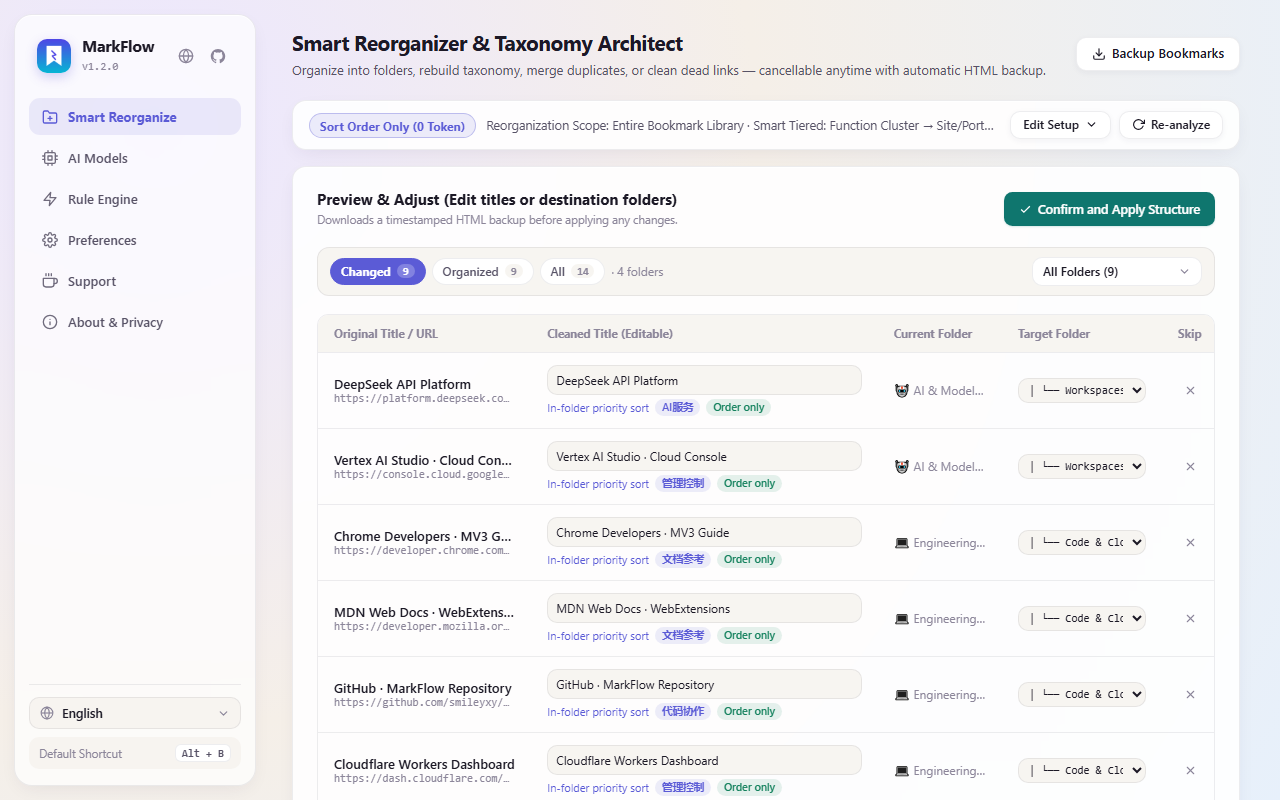 MarkFlow
v1.2.0
Smart Reorganize
AI Models
Rule Engine
Preferences
Support
About & Privacy
English
Default Shortcut
Alt + B
Smart Reorganizer & Taxonomy Architect
Organize into folders, rebuild taxonomy, merge duplicates, or clean dead links — cancellable anytime with automatic HTML backup.
Backup Bookmarks
Sort Order Only (0 Token)
Reorganization Scope: Entire Bookmark Library · Smart Tiered: Function Cluster → Site/Port...
Edit Setup
Re-analyze
Preview & Adjust (Edit titles or destination folders)
Downloads a timestamped HTML backup before applying any changes.
Confirm and Apply Structure
Changed 9
Organized 9
All 14
· 4 folders
All Folders (9)
Original Title / URL
Cleaned Title (Editable)
Current Folder
Target Folder
Skip
DeepSeek API Platform
https://platform.deepseek.co…
DeepSeek API Platform
In-folder priority sort AI服务 Order only
AI & Model...
│ └── Workspaces
Vertex AI Studio · Cloud Con...
https://console.cloud.google…
Vertex AI Studio · Cloud Console
In-folder priority sort 管理控制 Order only
AI & Model...
│ └── Workspaces
Chrome Developers · MV3 G...
https://developer.chrome.com…
Chrome Developers · MV3 Guide
In-folder priority sort 文档参考 Order only
Engineering...
│ └── Code & Clo
MDN Web Docs · WebExtens...
https://developer.mozilla.or…
MDN Web Docs · WebExtensions
In-folder priority sort 文档参考 Order only
Engineering...
│ └── Code & Clo
GitHub · MarkFlow Repository
https://github.com/smileyxy/…
GitHub · MarkFlow Repository
In-folder priority sort 代码协作 Order only
Engineering...
│ └── Code & Clo
Cloudflare Workers Dashboard
https://dash.cloudflare.com/…
Cloudflare Workers Dashboard
In-folder priority sort 管理控制 Order only
Engineering...
│ └── Code & Clo